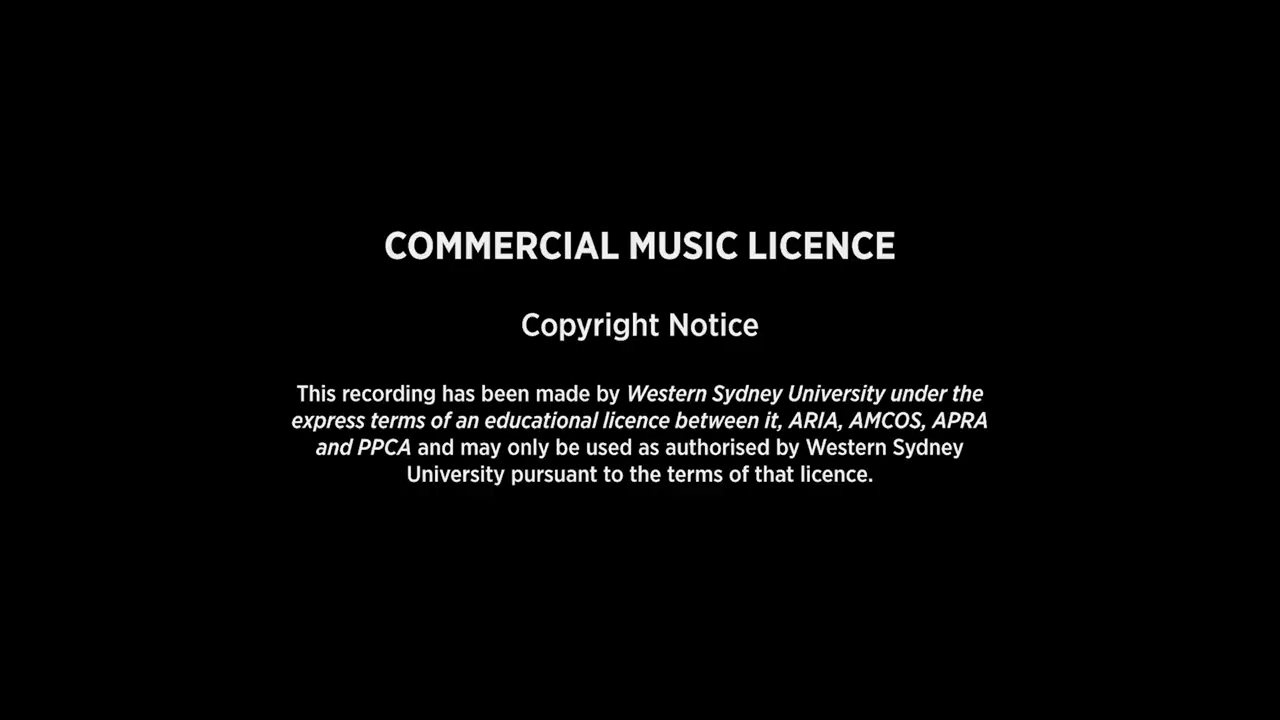 COMMERCIAL MUSIC LICENCE
Copyright Notice
This recording has been made by Western Sydney University under the
express terms of an educational licence between it, ARIA, AMCOS, APRA
and PPCA and may only be used as authorised by Western Sydney
University pursuant to the terms of that licence.